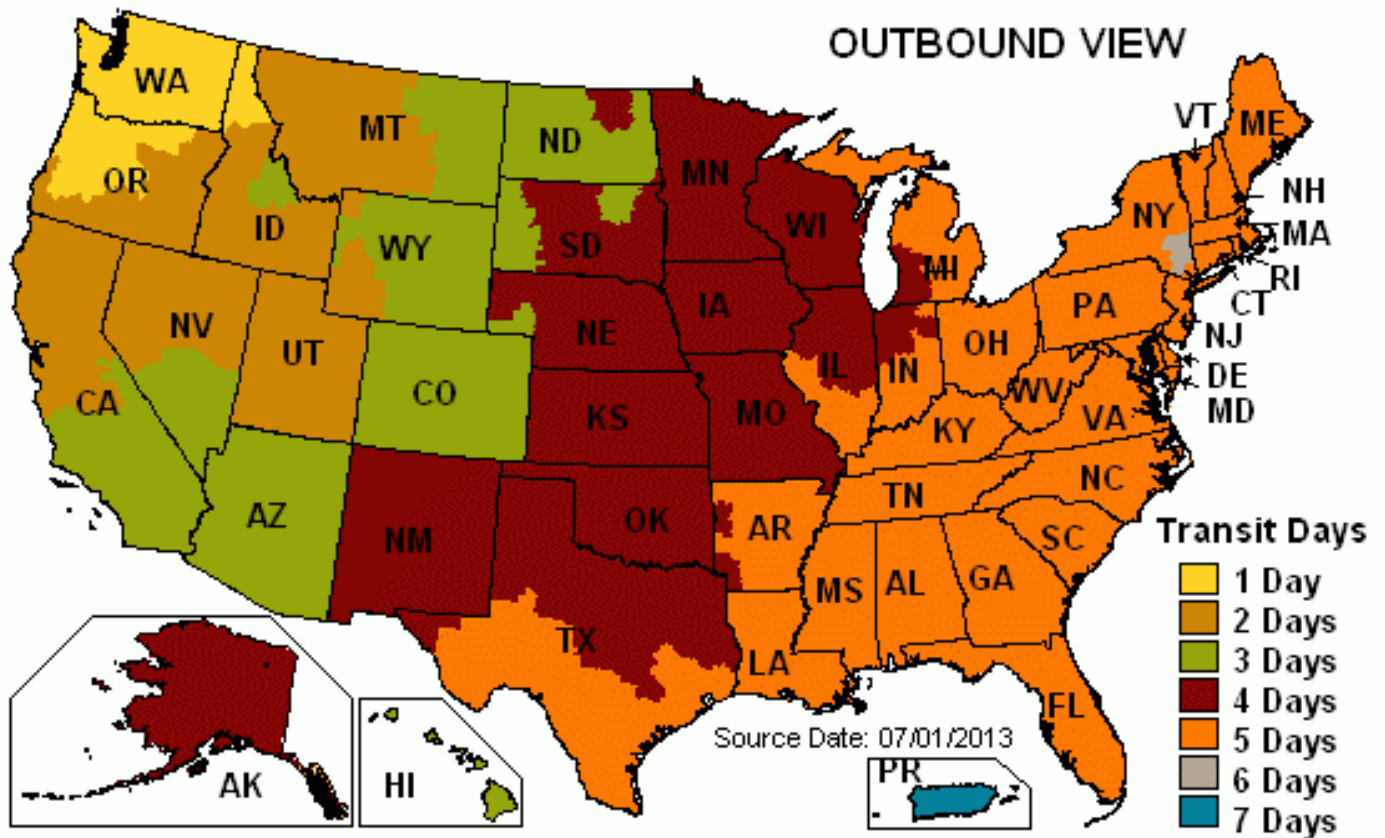 OUTBOUND VIEW
WA
MT
ND
MN
VT
ME
OR
ID
WY
SD
WI
MI
NY
NH
MA
RI
CT
NV
UT
CO
NE
IA
IL
IN
OH
PA
NJ
DE
MD
CA
AZ
NM
KS
MO
KY
WV
VA
OK
AR
TN
NC
SC
TX
LA
MS
AL
GA
FL
AK
HI
PR
Source Date: 07/01/2013
Transit Days
1 Day
2 Days
3 Days
4 Days
5 Days
6 Days
7 Days